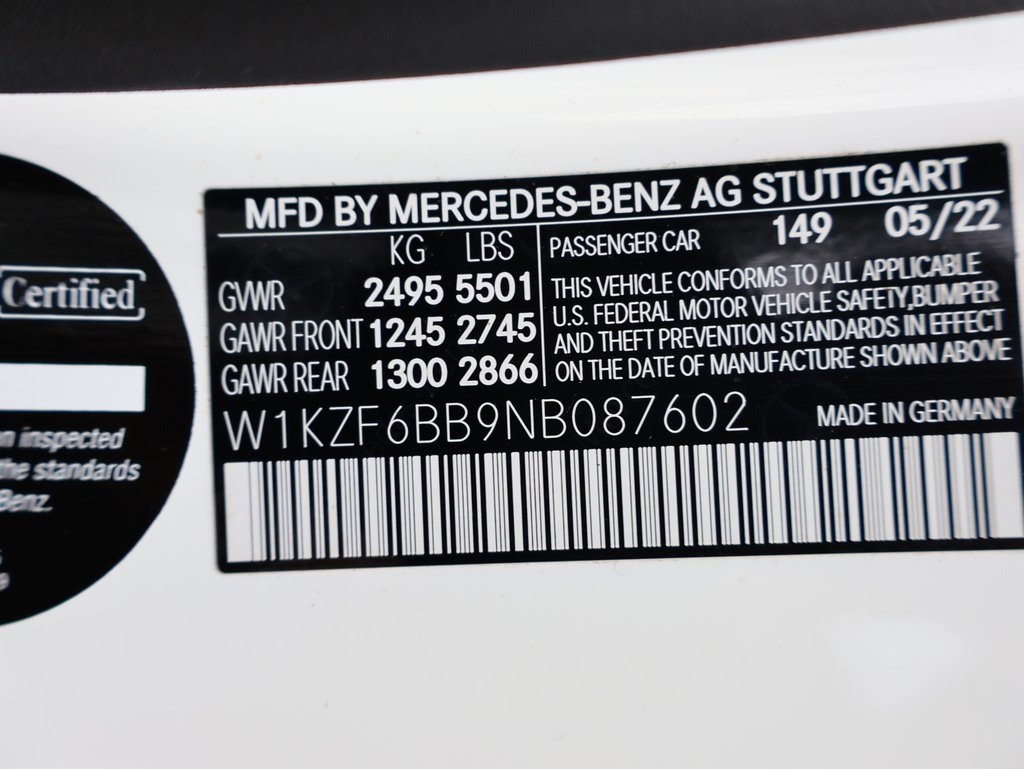 MFD BY MERCEDES-BENZ AG STUTTGART
KG LBS
GVWR 2495 5501
GAWR FRONT 1245 2745
GAWR REAR 1300 2866
PASSENGER CAR 149 05/22
THIS VEHICLE CONFORMS TO ALL APPLICABLE
U.S. FEDERAL MOTOR VEHICLE SAFETY,BUMPER
AND THEFT PREVENTION STANDARDS IN EFFECT
ON THE DATE OF MANUFACTURE SHOWN ABOVE
W1KZF6BB9NB087602 MADE IN GERMANY
Certified
inspected
the standards
Benz.